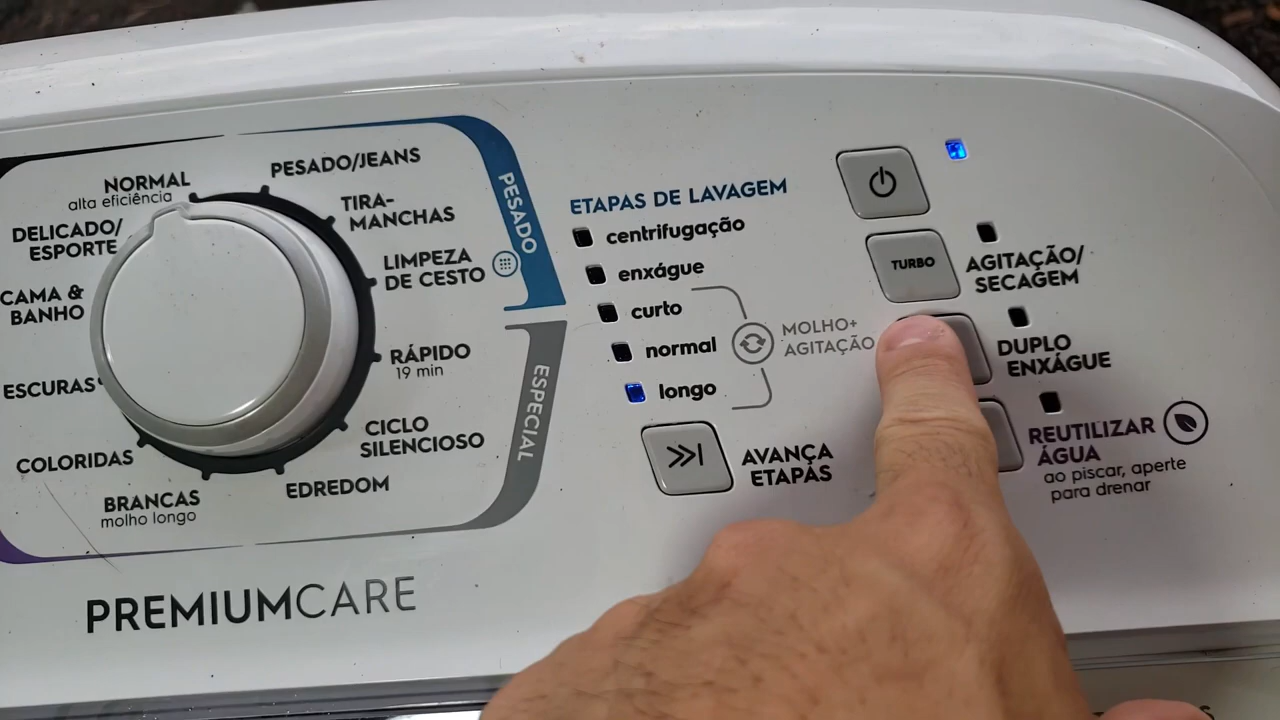 NORMAL
alta eficiência
DELICADO/
ESPORTE
CAMA &
BANHO
ESCURAS
COLORIDAS
BRANCAS
molho longo
PESADO/JEANS
TIRA-
MANCHAS
LIMPEZA
DE CESTO
RÁPIDO
19 min
CICLO
SILENCIOSO
EDREDOM
PESADO
ESPECIAL
PREMIUMCARE
ETAPAS DE LAVAGEM
centrifugação
enxágue
curto
normal
longo
MOLHO+
AGITAÇÃO
AVANÇA
ETAPAS
TURBO
AGITAÇÃO/
SECAGEM
DUPLO
ENXÁGUE
REUTILIZAR
ÁGUA
ao piscar, aperte
para drenar